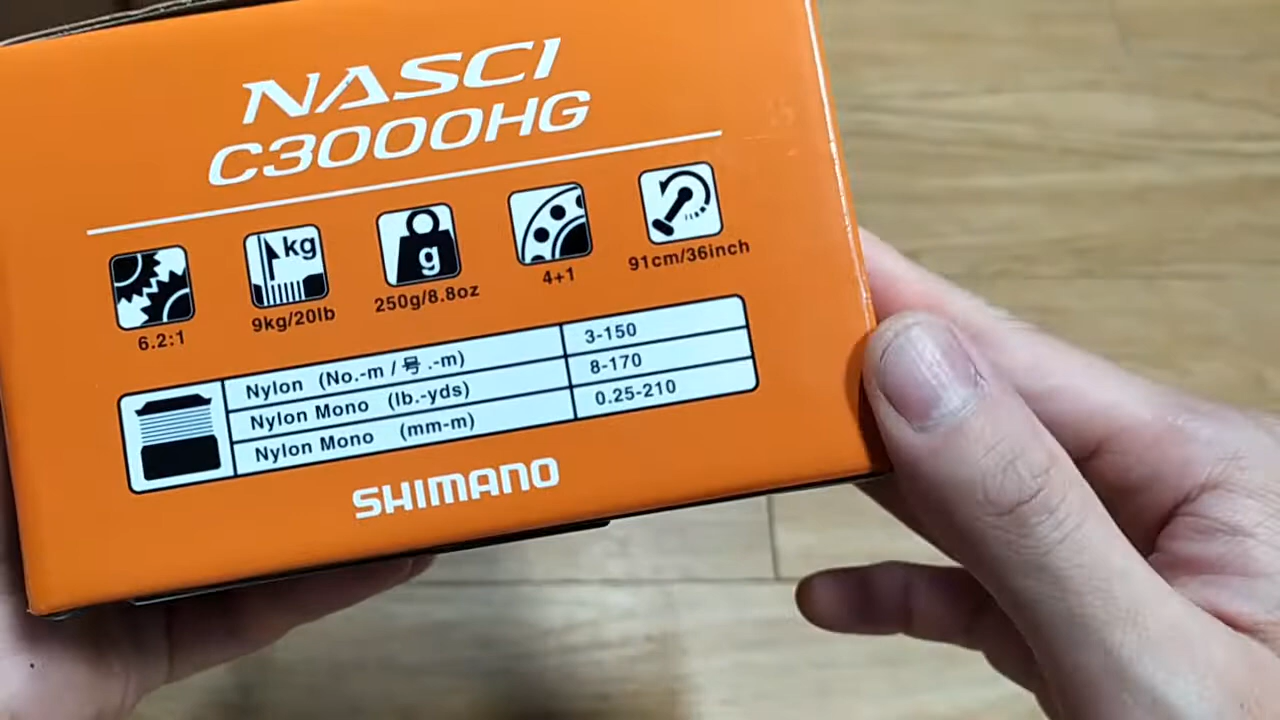 NASCI
C3000HG
kg
g
6.2:1
9kg/20lb
250g/8.8oz
4+1
91cm/36inch
Nylon (No.-m / 号.-m) 3-150
Nylon Mono (lb.-yds) 8-170
Nylon Mono (mm-m) 0.25-210
SHIMANO